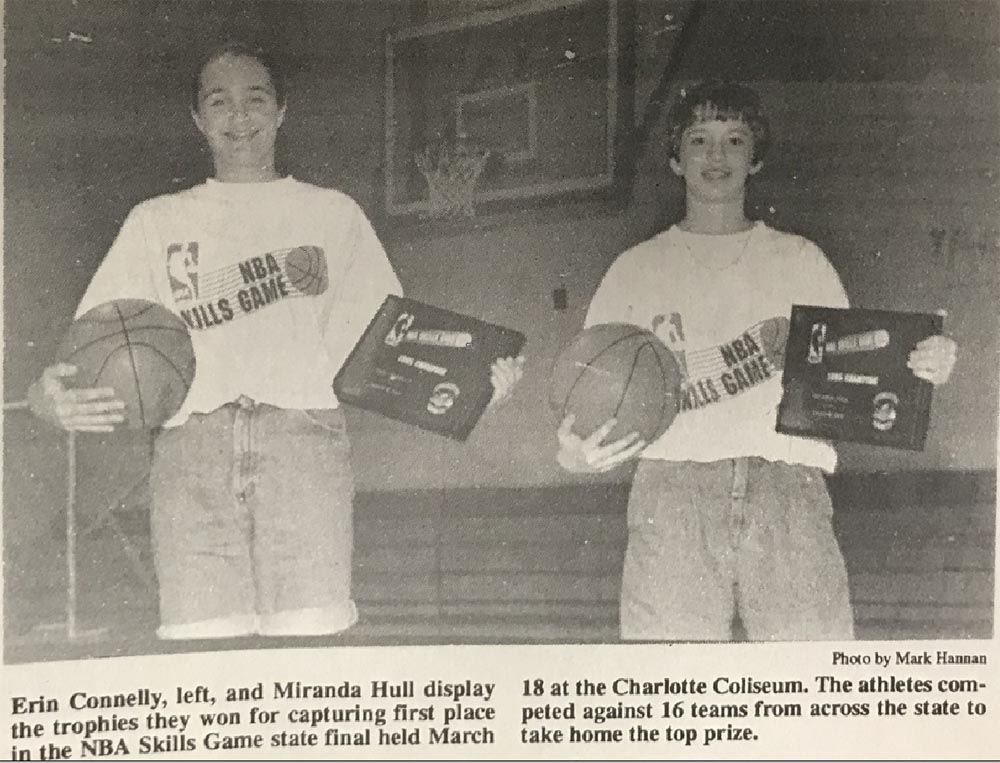 NBA
SKILLS GAME
NBA
SKILLS GAME
Photo by Mark Hannan
Erin Connelly, left, and Miranda Hull display
the trophies they won for capturing first place
in the NBA Skills Game state final held March
18 at the Charlotte Coliseum. The athletes com-
peted against 16 teams from across the state to
take home the top prize.